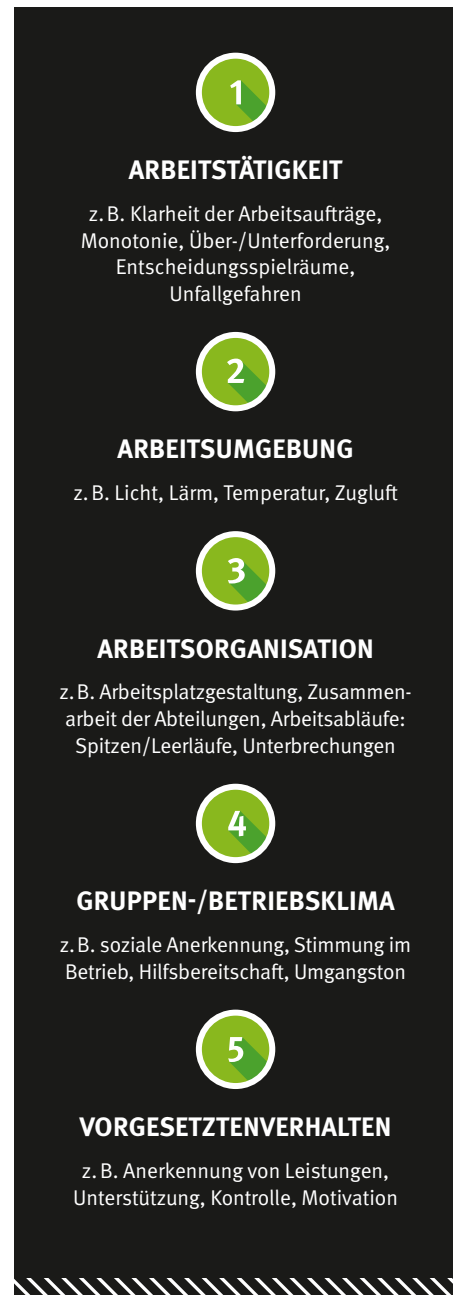 1
ARBEITSTÄTIGKEIT
z. B. Klarheit der Arbeitsaufträge,
Monotonie, Über-/Unterforderung,
Entscheidungsspielräume,
Unfallgefahren
2
ARBEITSUMGEBUNG
z. B. Licht, Lärm, Temperatur, Zugluft
3
ARBEITSORGANISATION
z. B. Arbeitsplatzgestaltung, Zusammen-
arbeit der Abteilungen, Arbeitsabläufe:
Spitzen/Leerläufe, Unterbrechungen
4
GRUPPEN-/BETRIEBSKLIMA
z. B. soziale Anerkennung, Stimmung im
Betrieb, Hilfsbereitschaft, Umgangston
5
VORGESETZTENVERHALTEN
z. B. Anerkennung von Leistungen,
Unterstützung, Kontrolle, Motivation